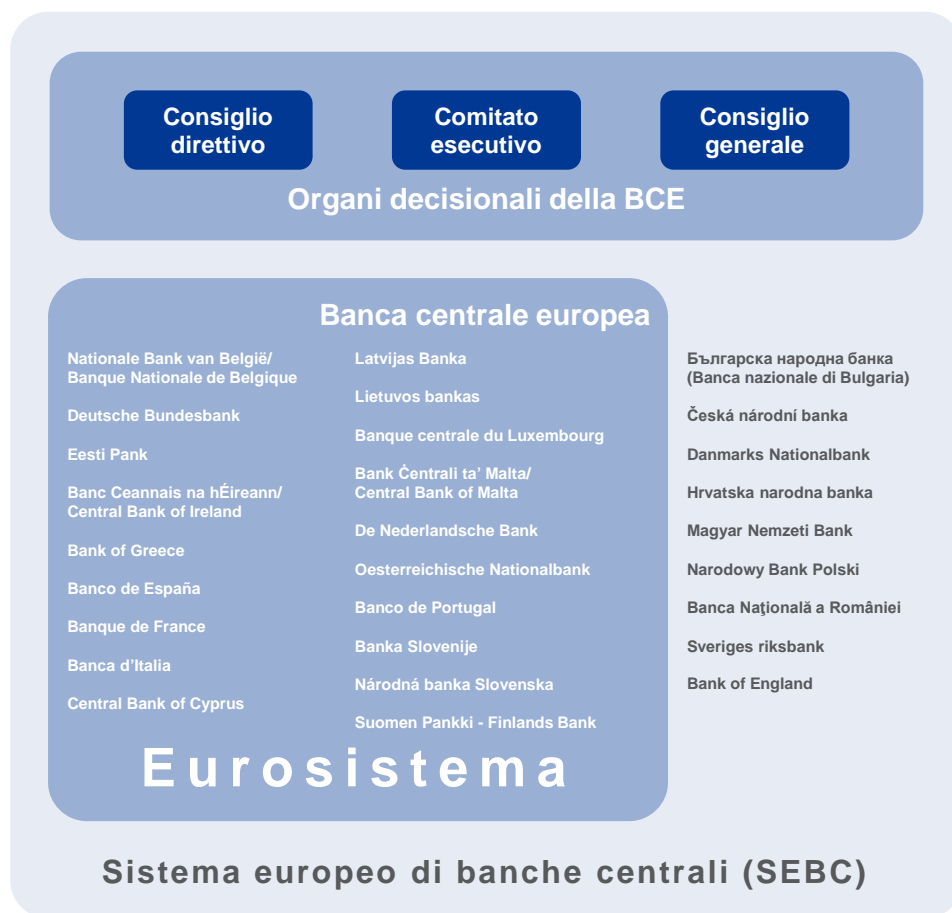 Consiglio
direttivo
Comitato
esecutivo
Consiglio
generale
Organi decisionali della BCE
Banca centrale europea
Nationale Bank van België/
Banque Nationale de Belgique
Deutsche Bundesbank
Eesti Pank
Banc Ceannais na hÉireann/
Central Bank of Ireland
Bank of Greece
Banco de España
Banque de France
Banca d’Italia
Central Bank of Cyprus
Latvijas Banka
Lietuvos bankas
Banque centrale du Luxembourg
Bank Ċentrali ta’ Malta/
Central Bank of Malta
De Nederlandsche Bank
Oesterreichische Nationalbank
Banco de Portugal
Banka Slovenije
Národná banka Slovenska
Suomen Pankki - Finlands Bank
Eurosistema
Българска народна банка
(Banca nazionale di Bulgaria)
Česká národní banka
Danmarks Nationalbank
Hrvatska narodna banka
Magyar Nemzeti Bank
Narodowy Bank Polski
Banca Naţională a României
Sveriges riksbank
Bank of England
Sistema europeo di banche centrali (SEBC)